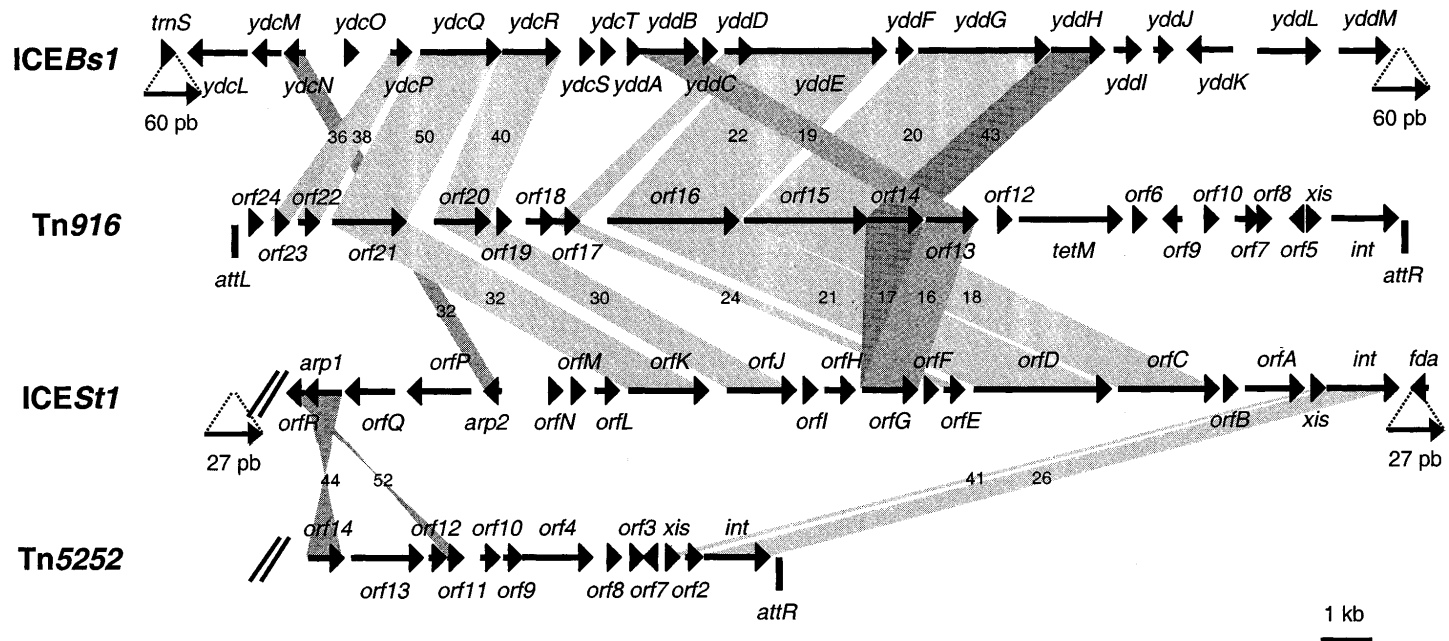 trnS ydcM ydcO ydcQ ydcR ydcT yddB yddD yddF yddG yddH yddJ yddL yddM
ICEBs1
ydcL ydcN ydcP ydcS yddA yddC yddE yddI yddK
60 pb 60 pb
36 38 50 40 22 19 20 43
orf24 orf22 orf20 orf18 orf16 orf15 orf14 orf12 orf6 orf10 orf8 xis
Tn916
orf23 orf21 orf19 orf17 orf13 tetM orf9 orf7 orf5 int
attL attR
32 32 30 24 21 17 16 18
arp1 orfP orfM orfK orfJ orfH orfF orfD orfC orfA int fda
ICESt1
orfR orfQ arp2 orfN orfL orfI orfG orfE orfB xis
27 pb 27 pb
44 52 41 26
orf14 orf12 orf10 orf4 orf3 xis int
Tn5252
orf13 orf11 orf9 orf8 orf7 orf2
attR
1 kb